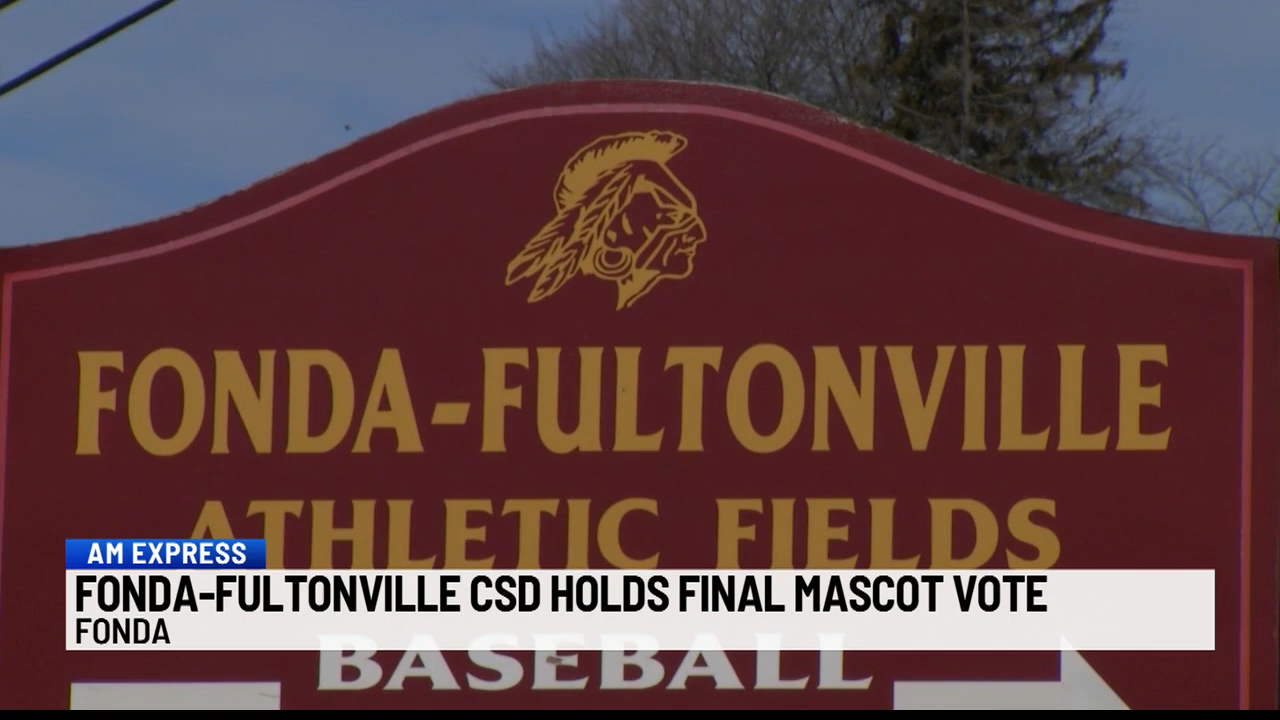 FONDA-FULTONVILLE
ATHLETIC FIELDS
AM EXPRESS
FONDA-FULTONVILLE CSD HOLDS FINAL MASCOT VOTE
FONDA
BASEBALL